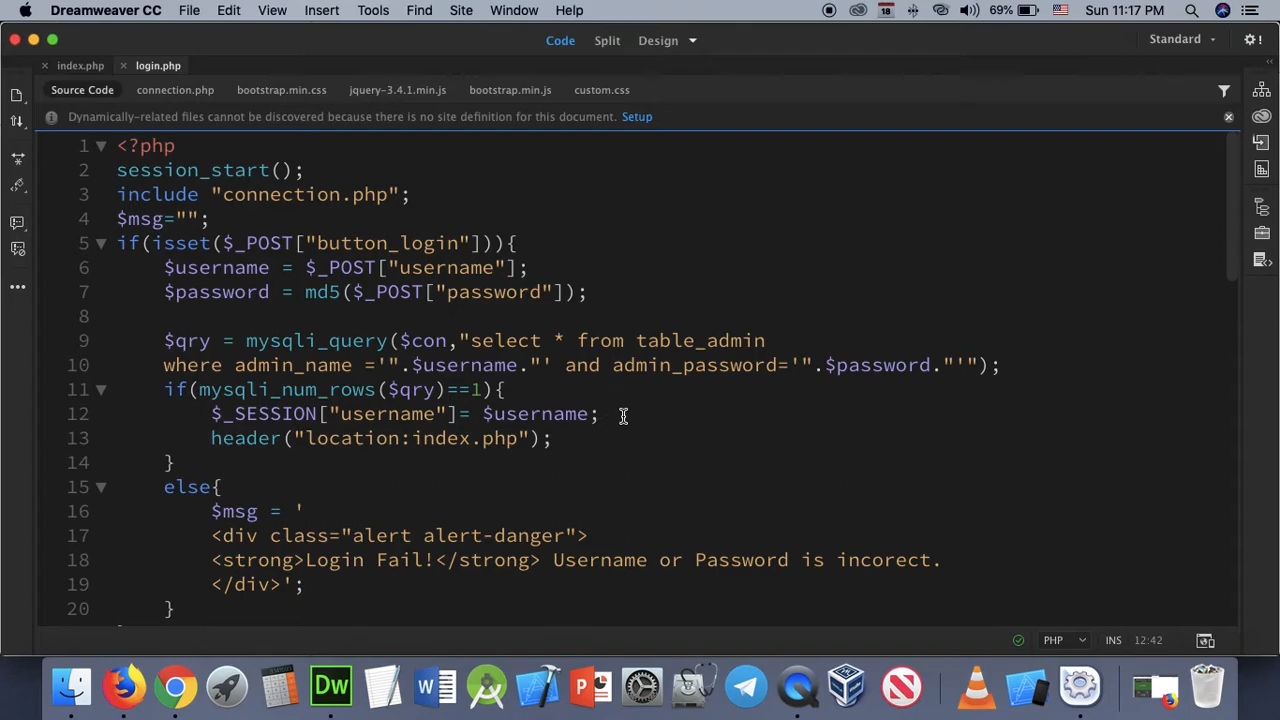 Dreamweaver CC File Edit View Insert Tools Find Site Window Help 18 69% Sun 11:17 PM
Code Split Design Standard
index.php login.php
Source Code connection.php bootstrap.min.css jquery-3.4.1.min.js bootstrap.min.js custom.css
Dynamically-related files cannot be discovered because there is no site definition for this document. Setup
1 <?php
2 session_start();
3 include "connection.php";
4 $msg="";
5 if(isset($_POST["button_login"])){
6 $username = $_POST["username"];
7 $password = md5($_POST["password"]);
8
9 $qry = mysqli_query($con,"select * from table_admin
10 where admin_name ='".$username."' and admin_password='".$password."'");
11 if(mysqli_num_rows($qry)==1){
12 $_SESSION["username"]= $username;
13 header("location:index.php");
14 }
15 else{
16 $msg = '
17 <div class="alert alert-danger">
18 <strong>Login Fail!</strong> Username or Password is incorect.
19 </div>';
20 }
PHP INS 12:42
Dw W P